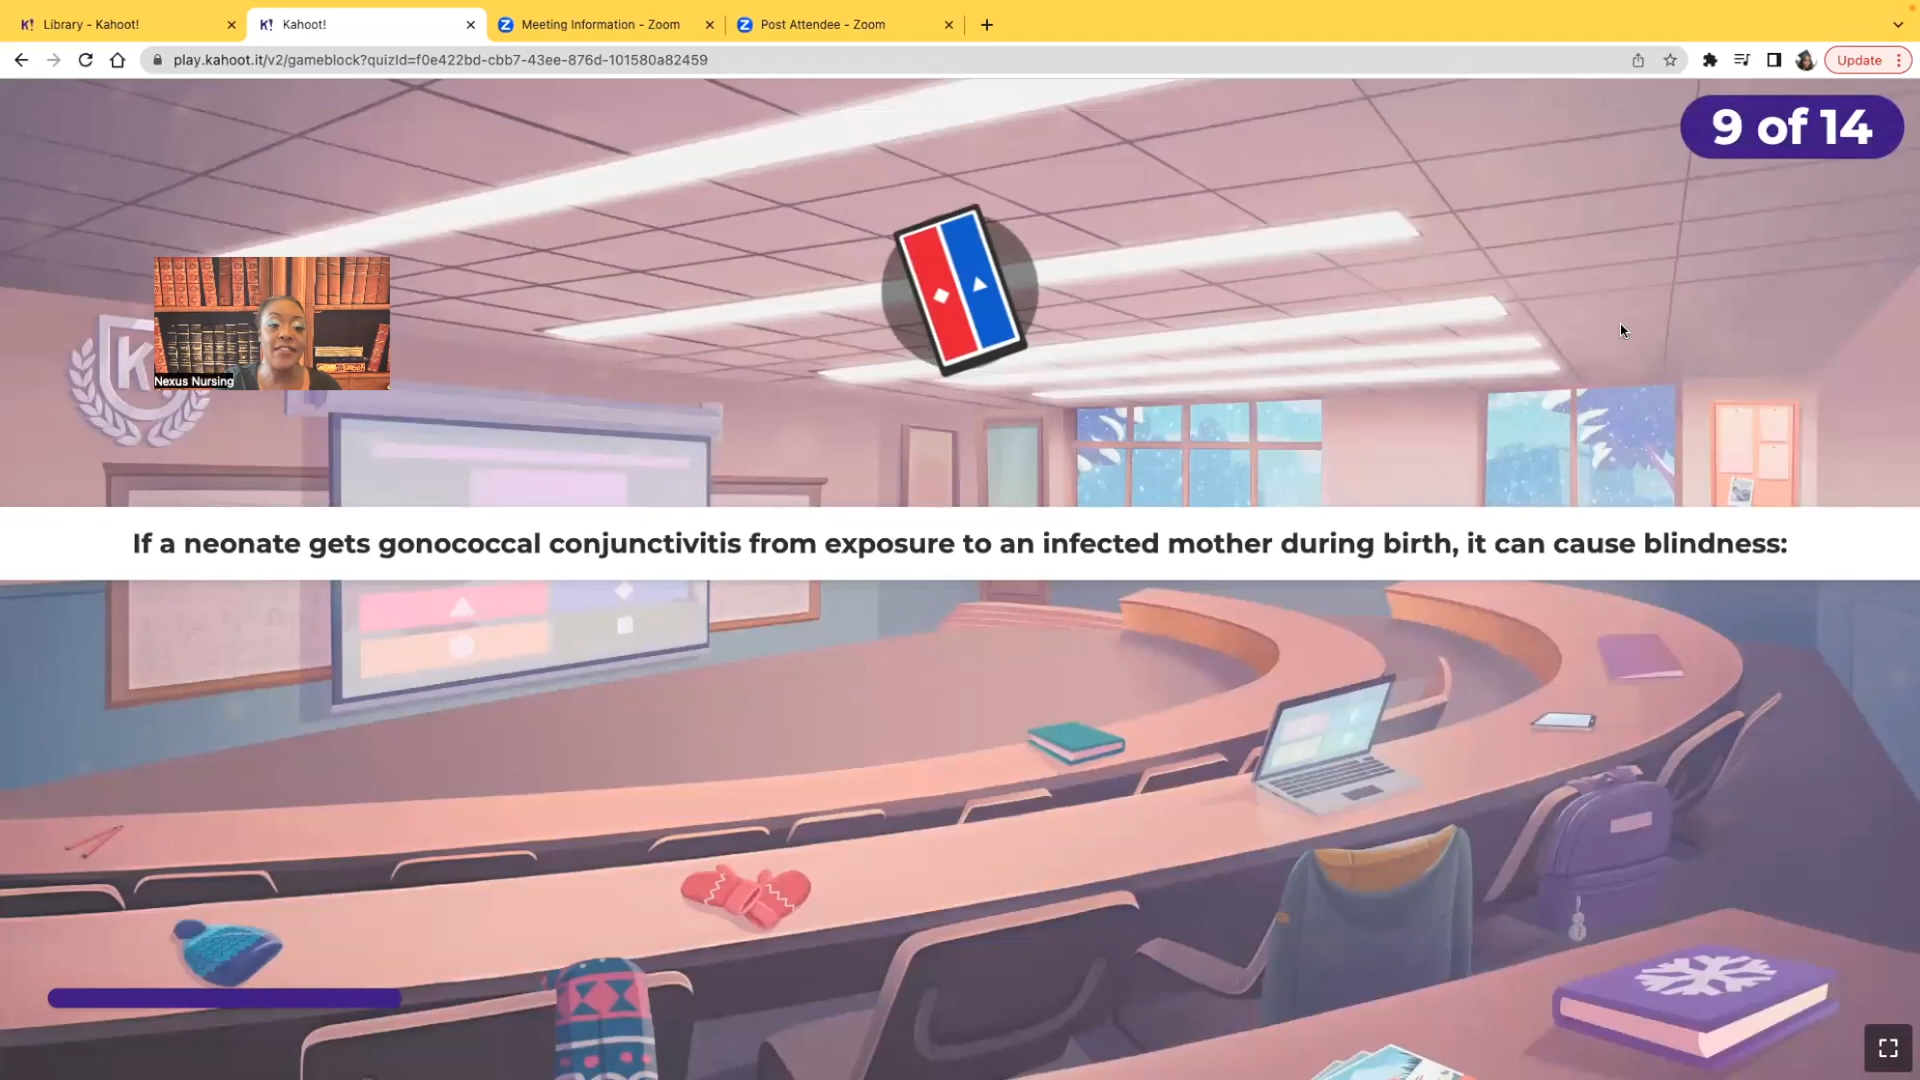 Library - Kahoot!
Kahoot!
Meeting Information - Zoom
Post Attendee - Zoom
play.kahoot.it/v2/gameblock?quizId=f0e422bd-cbb7-43ee-876d-101580a82459
Update
9 of 14
K
Nexus Nursing
If a neonate gets gonococcal conjunctivitis from exposure to an infected mother during birth, it can cause blindness: